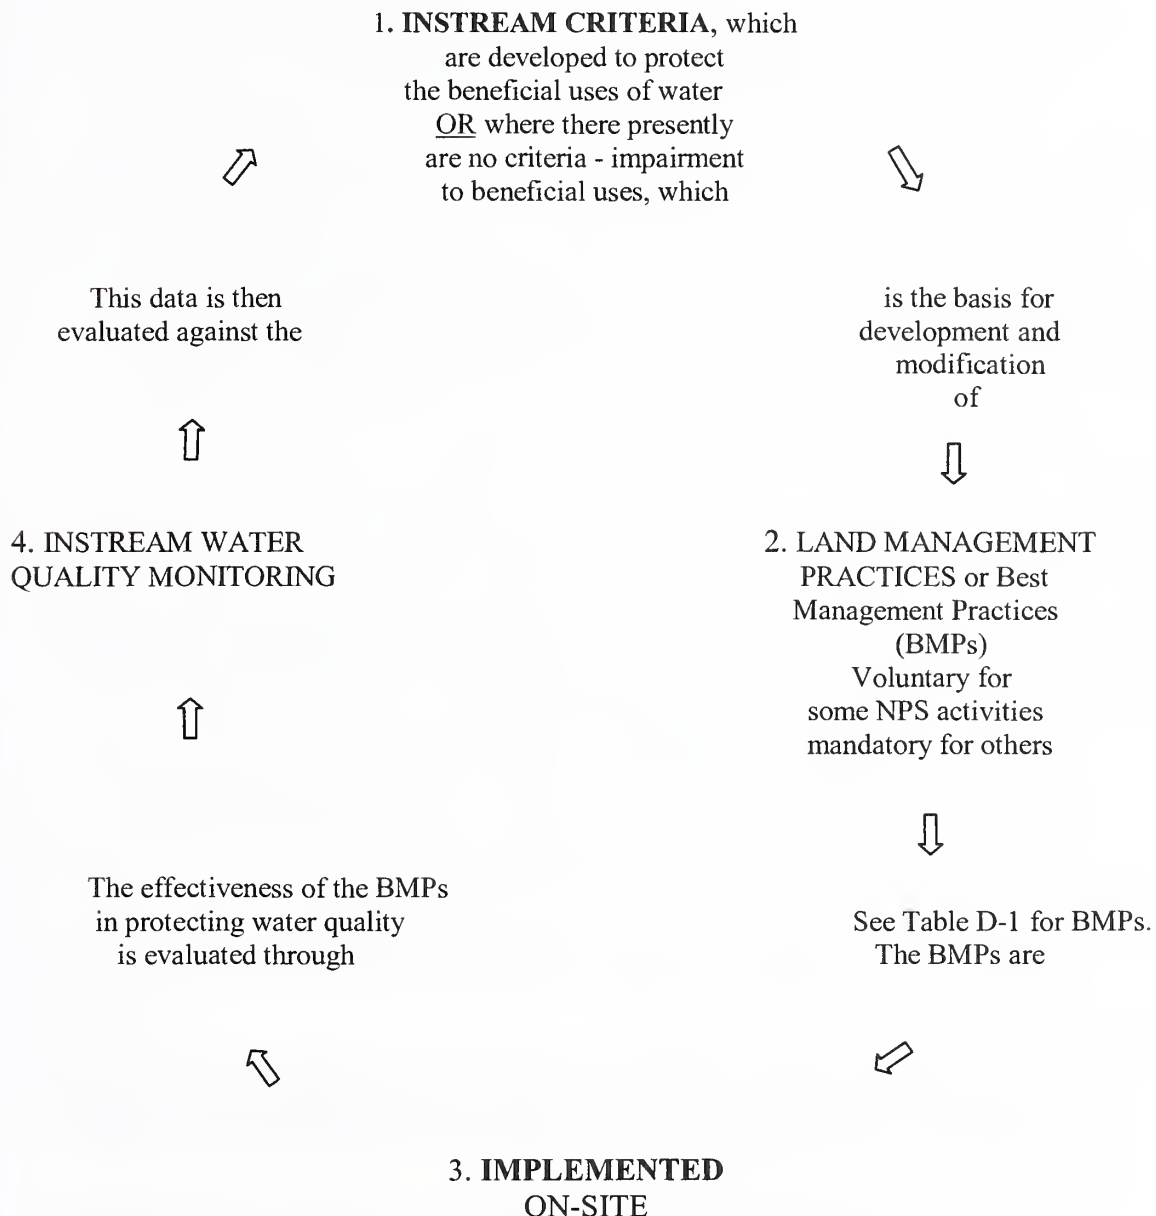 1. INSTREAM CRITERIA, which
are developed to protect
the beneficial uses of water
OR where there presently
are no criteria - impairment
to beneficial uses, which
is the basis for
development and
modification
of
2. LAND MANAGEMENT
PRACTICES or Best
Management Practices
(BMPs)
Voluntary for
some NPS activities
mandatory for others
See Table D-1 for BMPs.
The BMPs are
3. IMPLEMENTED
ON-SITE
The effectiveness of the BMPs
in protecting water quality
is evaluated through
4. INSTREAM WATER
QUALITY MONITORING
This data is then
evaluated against the